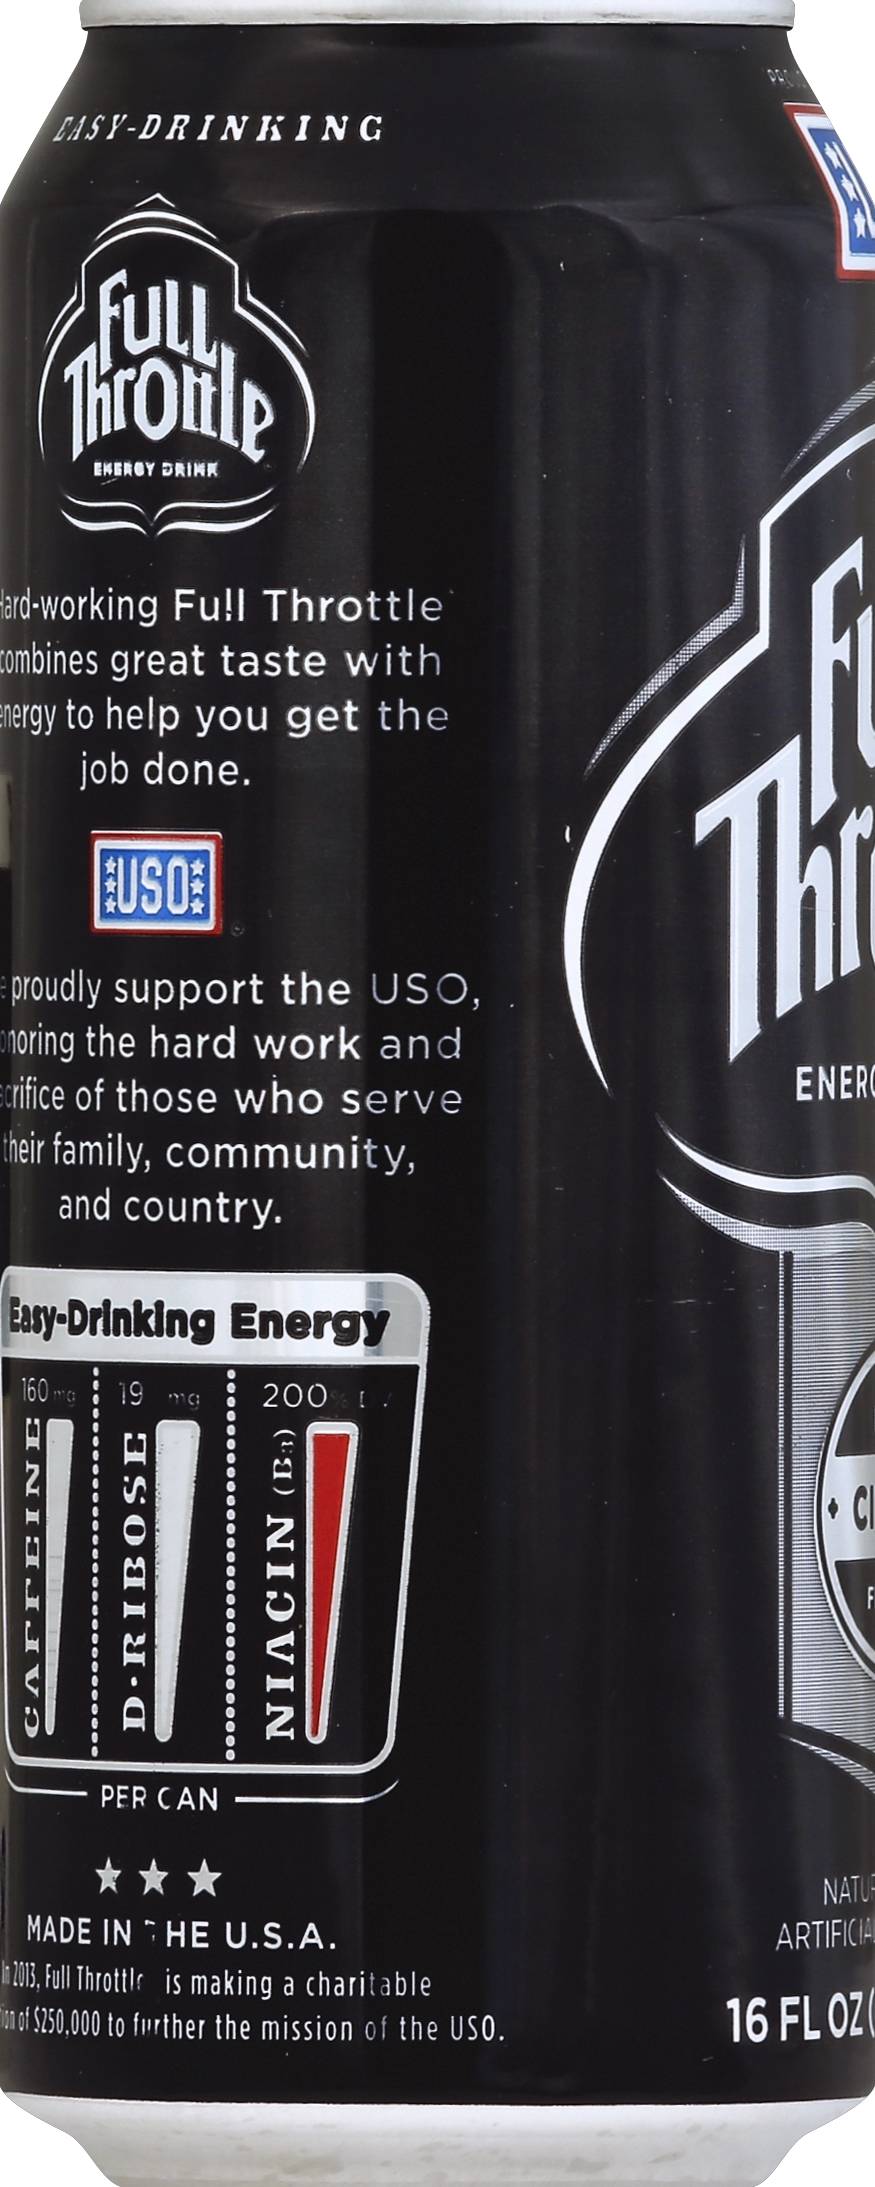 EASY-DRINKING
Full
Throttle
ENERGY DRINK
Hard-working Full Throttle
combines great taste with
energy to help you get the
job done.
USO
proudly support the USO,
honoring the hard work and
sacrifice of those who serve
their family, community,
and country.
Easy-Drinking Energy
160 mg 19 mg 200% DV
CAFFEINE D·RIBOSE NIACIN (B3)
PER CAN
MADE IN THE U.S.A.
In 2013, Full Throttle is making a charitable
of $250,000 to further the mission of the USO.
16 FL OZ